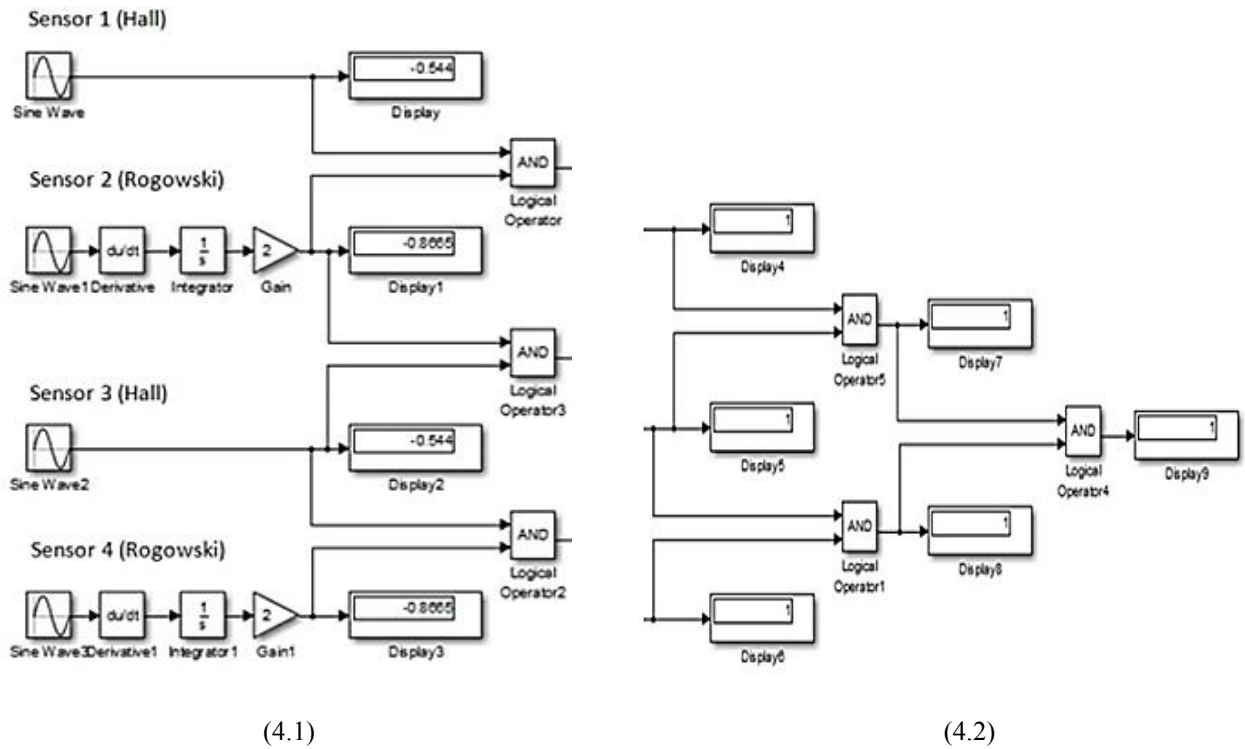 Sensor 1 (Hall)
-0.544
Sine Wave
Display
AND
Logical
Operator
Sensor 2 (Rogowski)
du/dt
1
s
2
-0.8665
Sine Wave1
Derivative
Integrator
Gain
Display1
AND
Logical
Operator3
Sensor 3 (Hall)
-0.544
Sine Wave2
Display2
AND
Logical
Operator2
Sensor 4 (Rogowski)
du/dt
1
s
2
-0.8665
Sine Wave3
Derivative1
Integrator1
Gain1
Display3
(4.1)
1
Display4
AND
Logical
Operator5
1
Display7
1
Display5
AND
Logical
Operator4
1
Display9
AND
Logical
Operator1
1
Display8
1
Display6
(4.2)